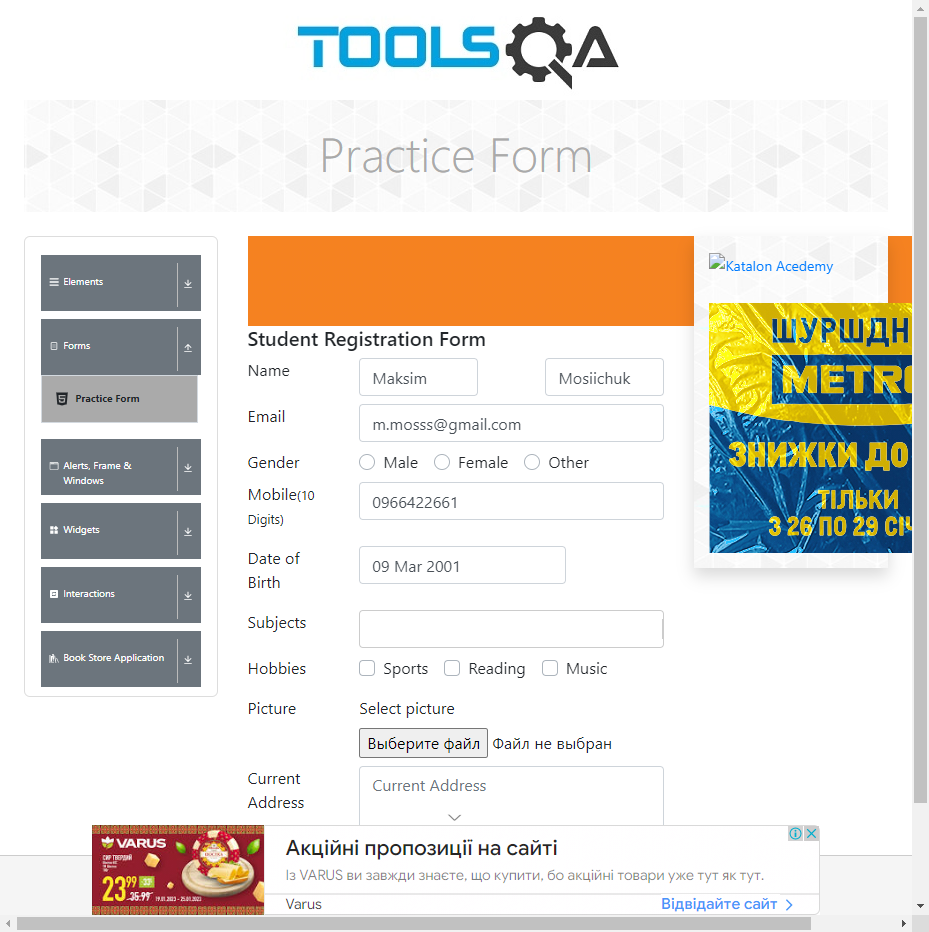 TOOLSQA
Practice Form
Elements
Forms
Practice Form
Alerts, Frame &
Windows
Widgets
Interactions
Book Store Application
Student Registration Form
Name
Maksim
Mosiichuk
Email
m.mosss@gmail.com
Gender
Male
Female
Other
Mobile(10
Digits)
0966422661
Date of
Birth
09 Mar 2001
Subjects
Hobbies
Sports
Reading
Music
Picture
Select picture
Выберите файл
Файл не выбран
Current
Address
Current Address
Katalon Acedemy
ШУРШДН
METRO
ЗНИЖКИ ДО
ТІЛЬКИ
З 26 ПО 29 СІЧ
VARUS
СИР ТВЕРДИЙ
23.99
35.99
19.01.2023 - 25.01.2023
Акційні пропозиції на сайті
Із VARUS ви завжди знаєте, що купити, бо акційні товари уже тут як тут.
Varus
Відвідайте сайт